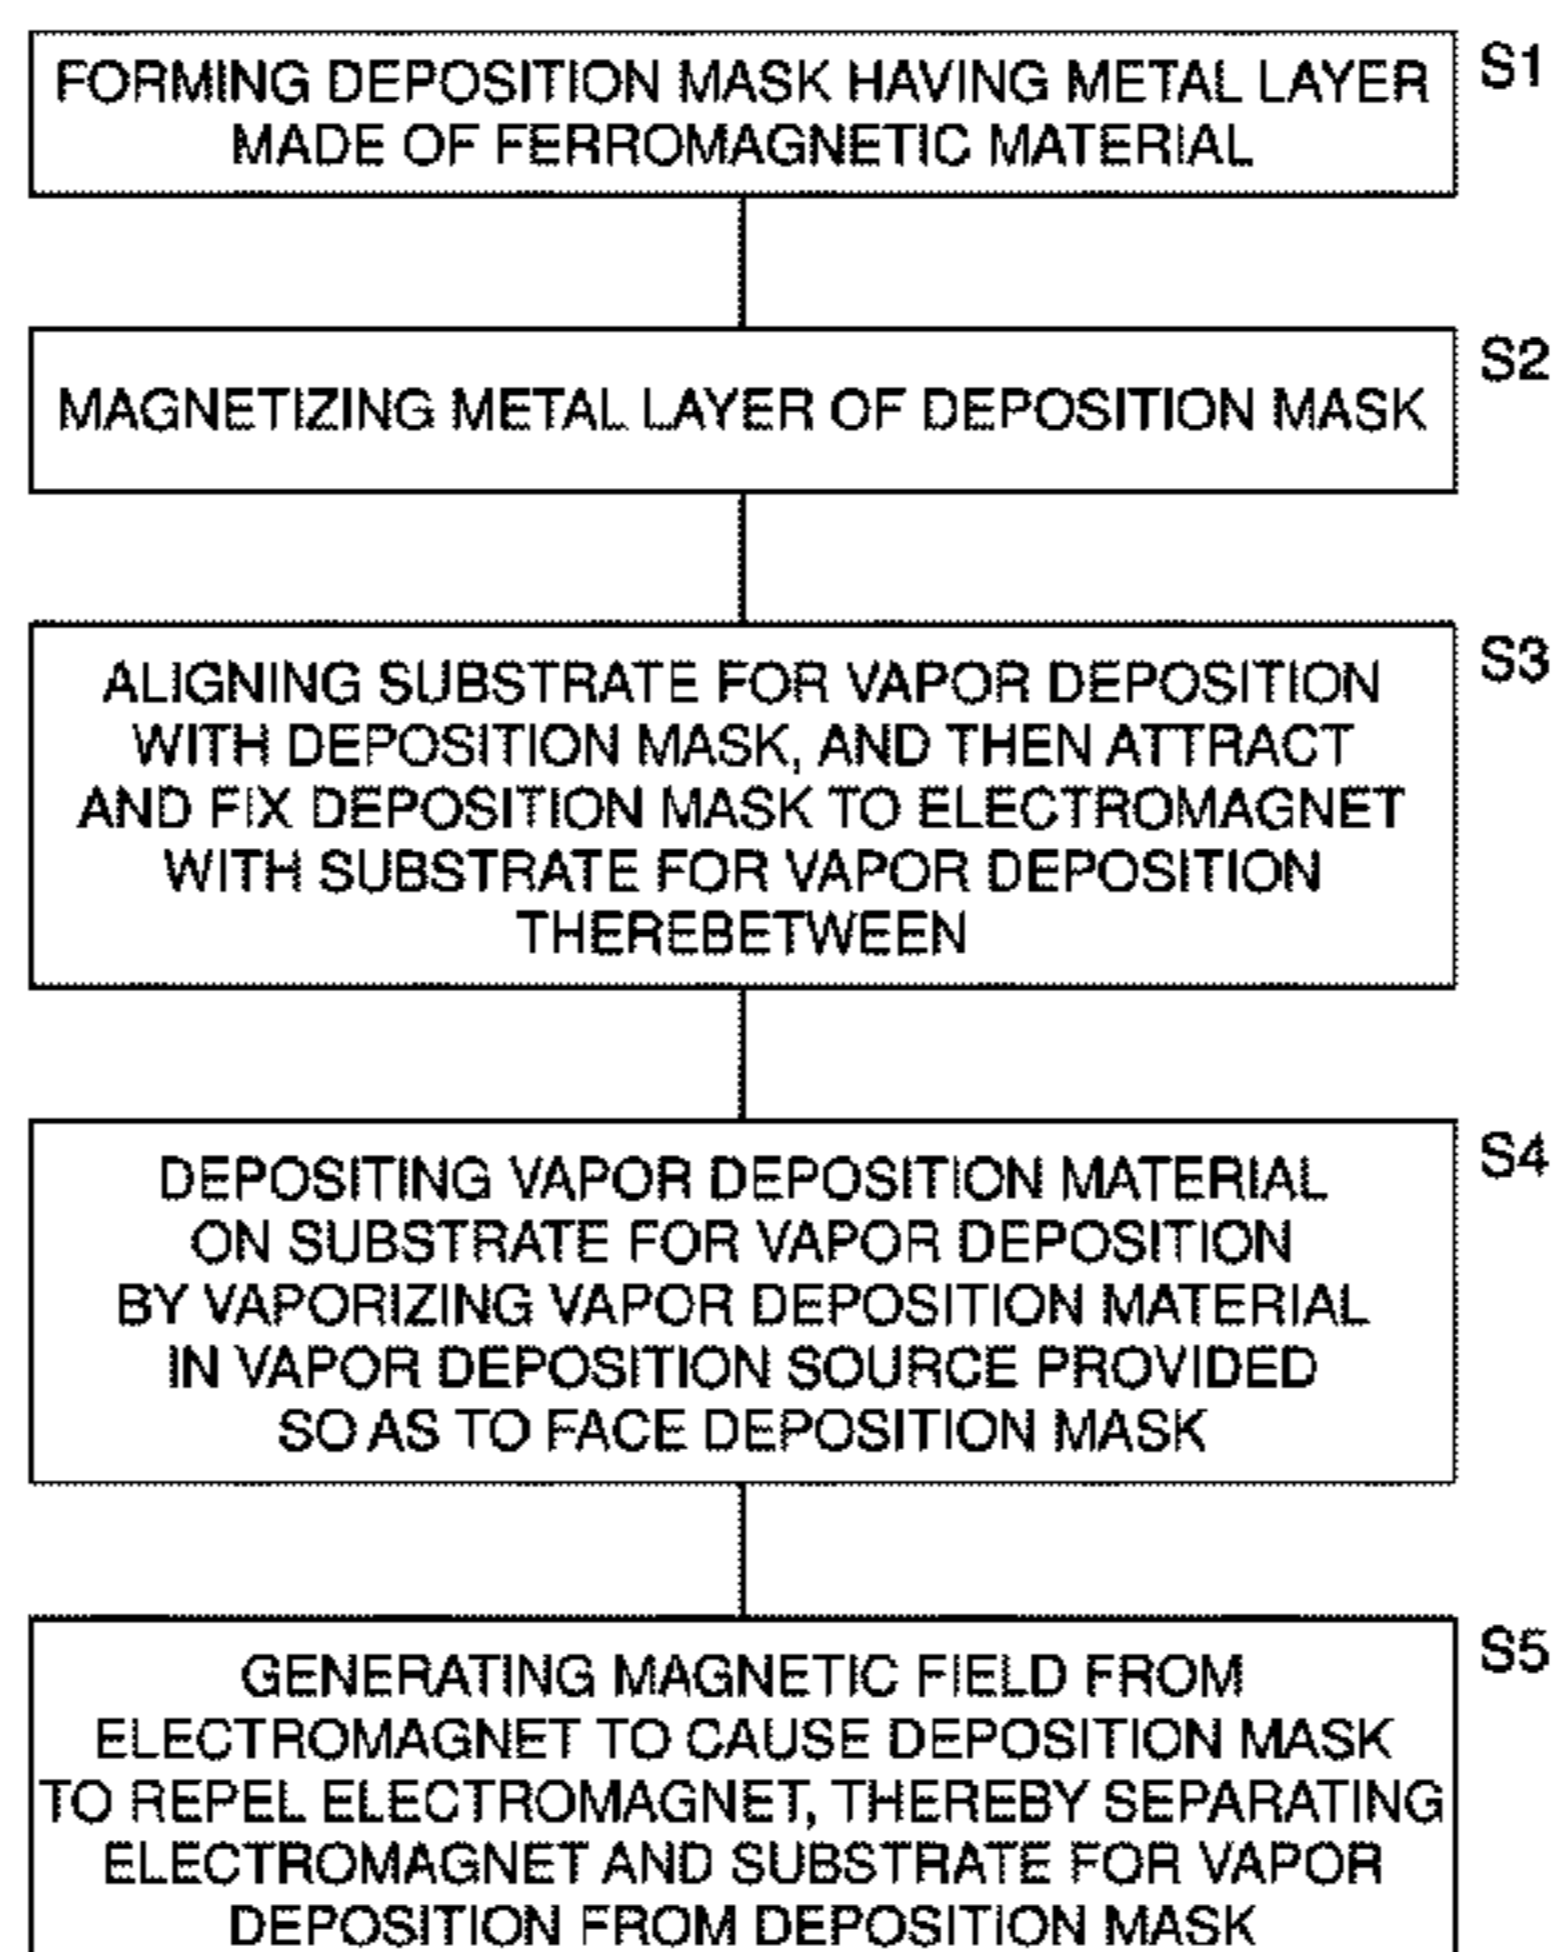 FORMING DEPOSITION MASK HAVING METAL LAYER
MADE OF FERROMAGNETIC MATERIAL
S1
MAGNETIZING METAL LAYER OF DEPOSITION MASK
S2
ALIGNING SUBSTRATE FOR VAPOR DEPOSITION
WITH DEPOSITION MASK, AND THEN ATTRACT
AND FIX DEPOSITION MASK TO ELECTROMAGNET
WITH SUBSTRATE FOR VAPOR DEPOSITION
THEREBETWEEN
S3
DEPOSITING VAPOR DEPOSITION MATERIAL
ON SUBSTRATE FOR VAPOR DEPOSITION
BY VAPORIZING VAPOR DEPOSITION MATERIAL
IN VAPOR DEPOSITION SOURCE PROVIDED
SO AS TO FACE DEPOSITION MASK
S4
GENERATING MAGNETIC FIELD FROM
ELECTROMAGNET TO CAUSE DEPOSITION MASK
TO REPEL ELECTROMAGNET, THEREBY SEPARATING
ELECTROMAGNET AND SUBSTRATE FOR VAPOR
DEPOSITION FROM DEPOSITION MASK
S5